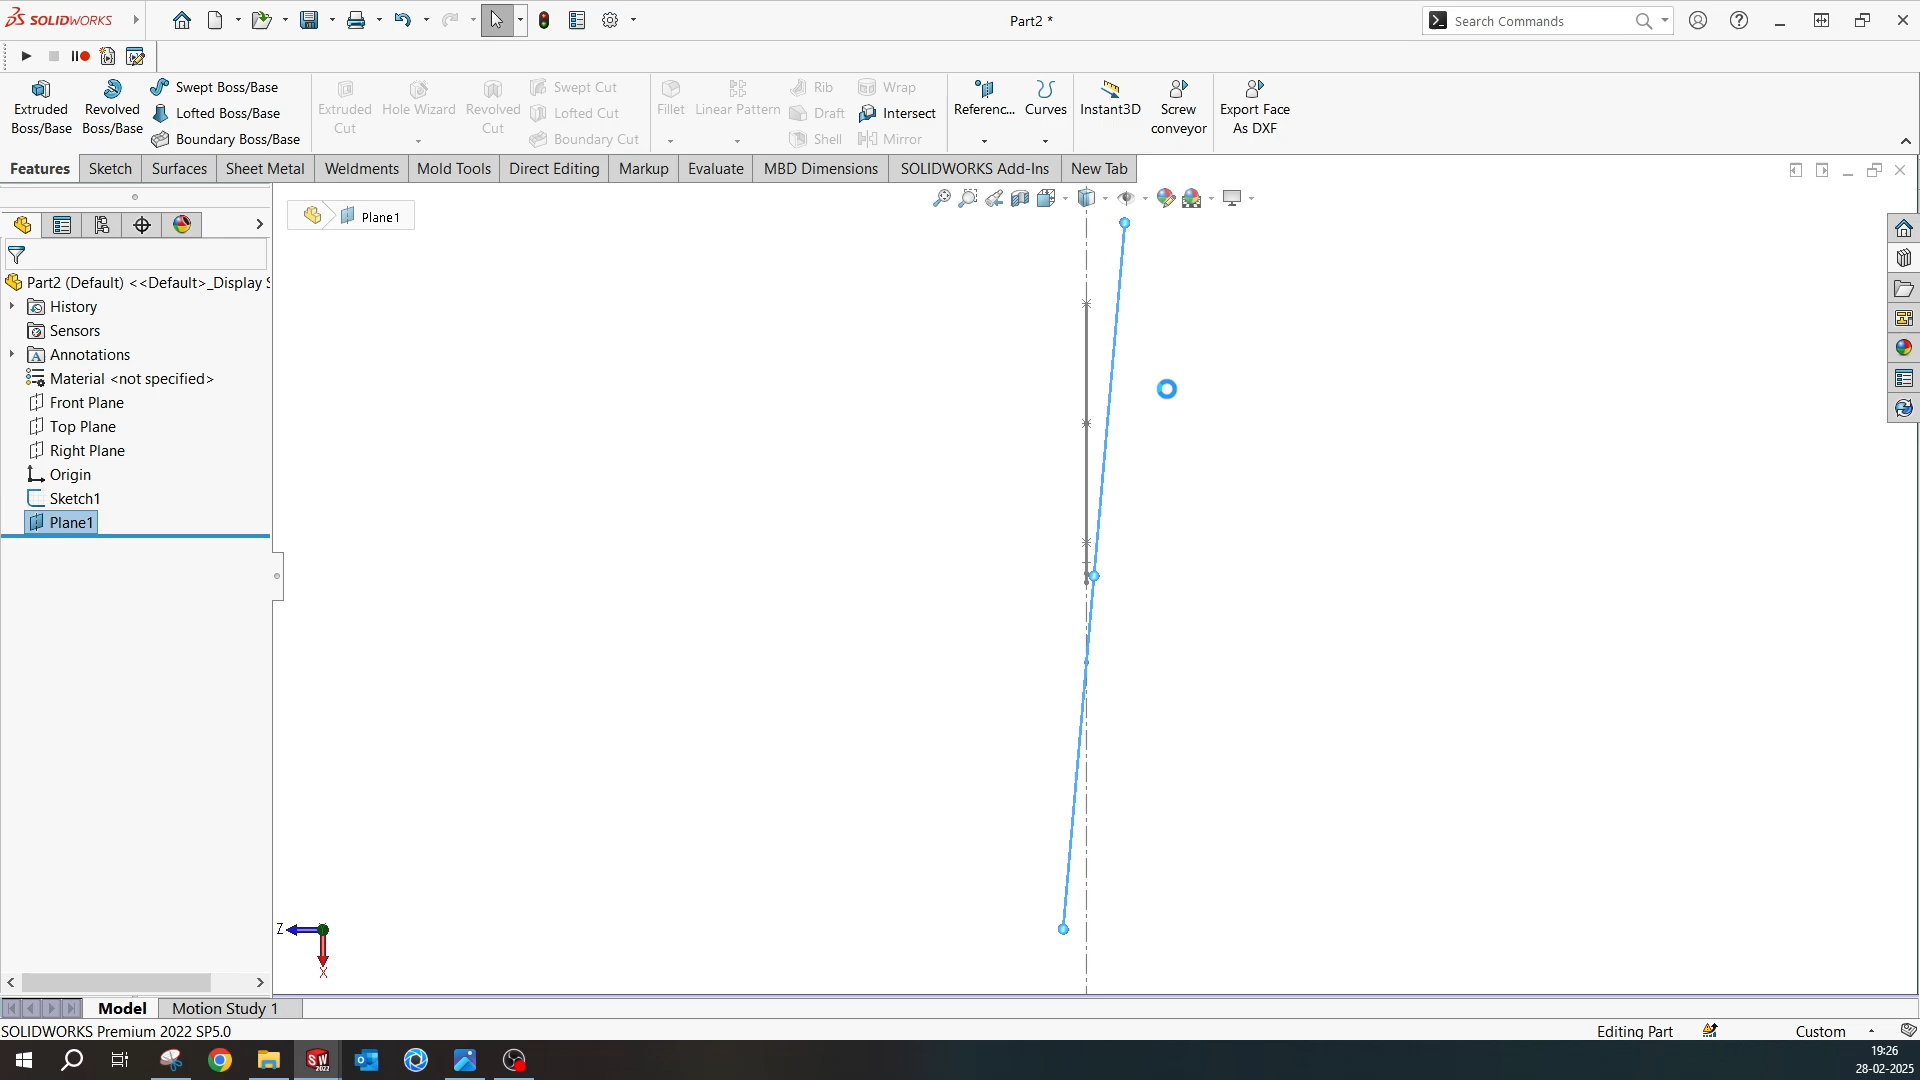 SOLIDWORKS
Part2 *
Search Commands
Extruded
Boss/Base
Revolved
Boss/Base
Swept Boss/Base
Lofted Boss/Base
Boundary Boss/Base
Extruded
Cut
Hole Wizard
Revolved
Cut
Swept Cut
Lofted Cut
Boundary Cut
Fillet
Linear Pattern
Rib
Draft
Shell
Wrap
Intersect
Mirror
Referenc...
Curves
Instant3D
Screw
conveyor
Export Face
As DXF
Features
Sketch
Surfaces
Sheet Metal
Weldments
Mold Tools
Direct Editing
Markup
Evaluate
MBD Dimensions
SOLIDWORKS Add-Ins
New Tab
Plane1
Part2 (Default) <<Default>_Display S
History
Sensors
Annotations
Material <not specified>
Front Plane
Top Plane
Right Plane
Origin
Sketch1
Plane1
Z
X
Model
Motion Study 1
SOLIDWORKS Premium 2022 SP5.0
Editing Part
Custom
19:26
28-02-2025